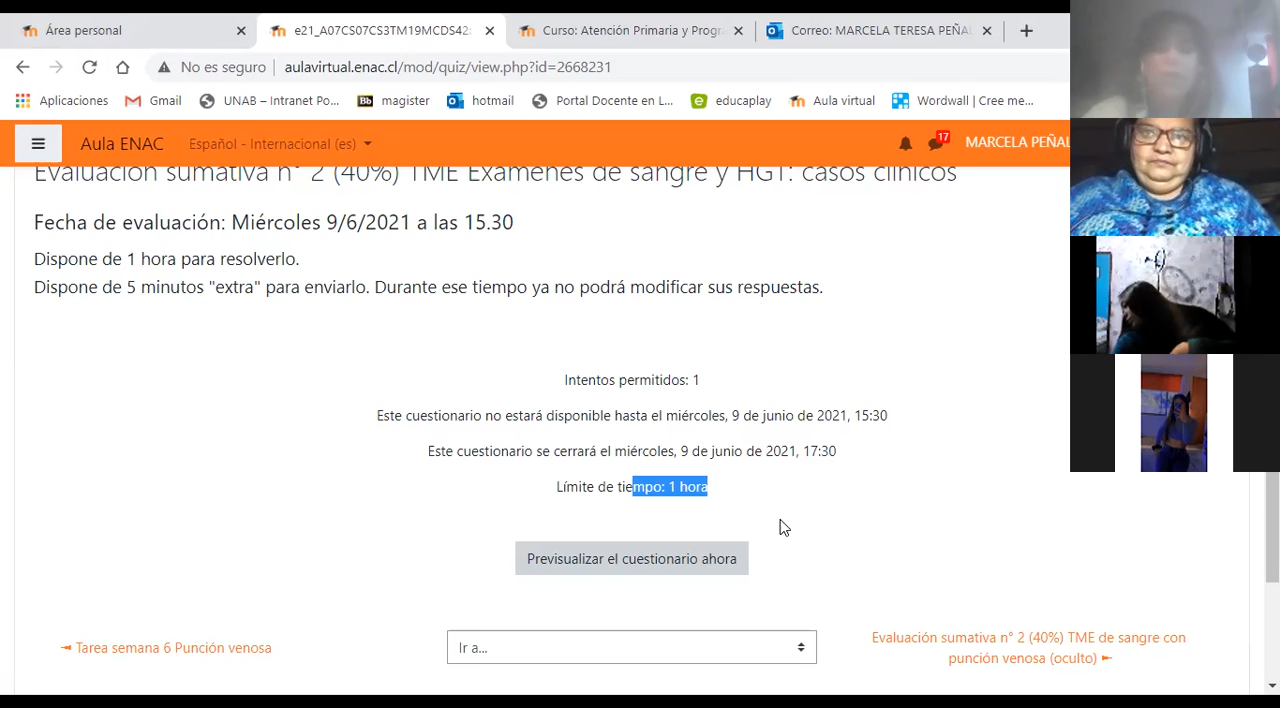 Área personal
e21_A07CS07CS3TM19MCDS42
Curso: Atención Primaria y Progr
Correo: MARCELA TERESA PEÑAL
No es seguro
aulavirtual.enac.cl/mod/quiz/view.php?id=2668231
Aplicaciones
Gmail
UNAB – Intranet Po...
Bb magister
hotmail
Portal Docente en L...
educaplay
Aula virtual
Wordwall | Cree me...
Aula ENAC
Español - Internacional (es)
17
MARCELA PEÑAL
Evaluación sumativa n° 2 (40%) TME Exámenes de sangre y HGT: casos clínicos
Fecha de evaluación: Miércoles 9/6/2021 a las 15.30
Dispone de 1 hora para resolverlo.
Dispone de 5 minutos "extra" para enviarlo. Durante ese tiempo ya no podrá modificar sus respuestas.
Intentos permitidos: 1
Este cuestionario no estará disponible hasta el miércoles, 9 de junio de 2021, 15:30
Este cuestionario se cerrará el miércoles, 9 de junio de 2021, 17:30
Límite de tiempo: 1 hora
Previsualizar el cuestionario ahora
◄ Tarea semana 6 Punción venosa
Ir a...
Evaluación sumativa n° 2 (40%) TME de sangre con
punción venosa (oculto) ►